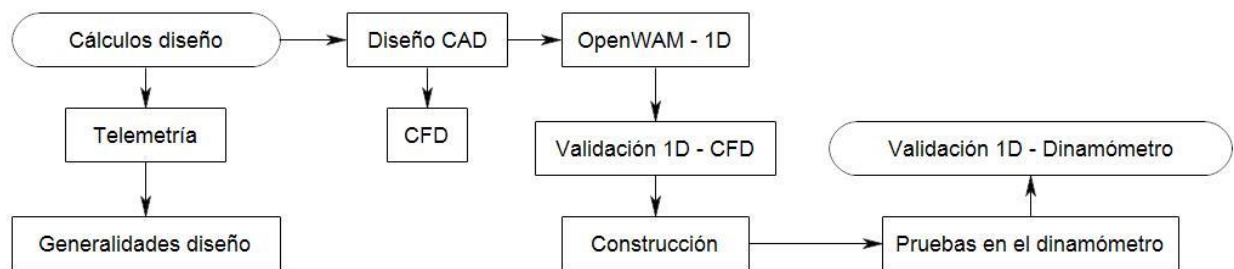 Cálculos diseño
Diseño CAD
OpenWAM - 1D
Telemetría
CFD
Validación 1D - CFD
Validación 1D - Dinamómetro
Generalidades diseño
Construcción
Pruebas en el dinamómetro